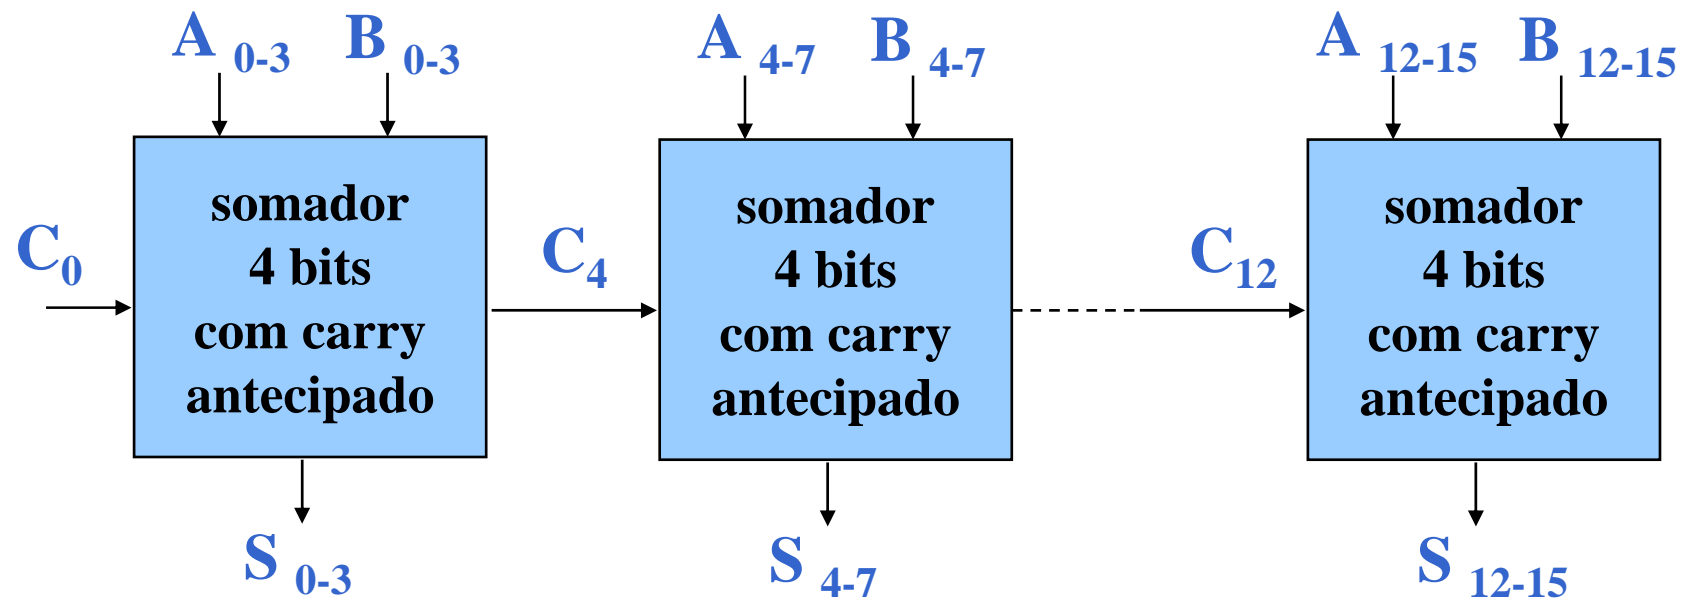 A 0-3 B 0-3
A 4-7 B 4-7
A 12-15 B 12-15
C0
somador
4 bits
com carry
antecipado
C4
somador
4 bits
com carry
antecipado
C12
somador
4 bits
com carry
antecipado
S 0-3
S 4-7
S 12-15